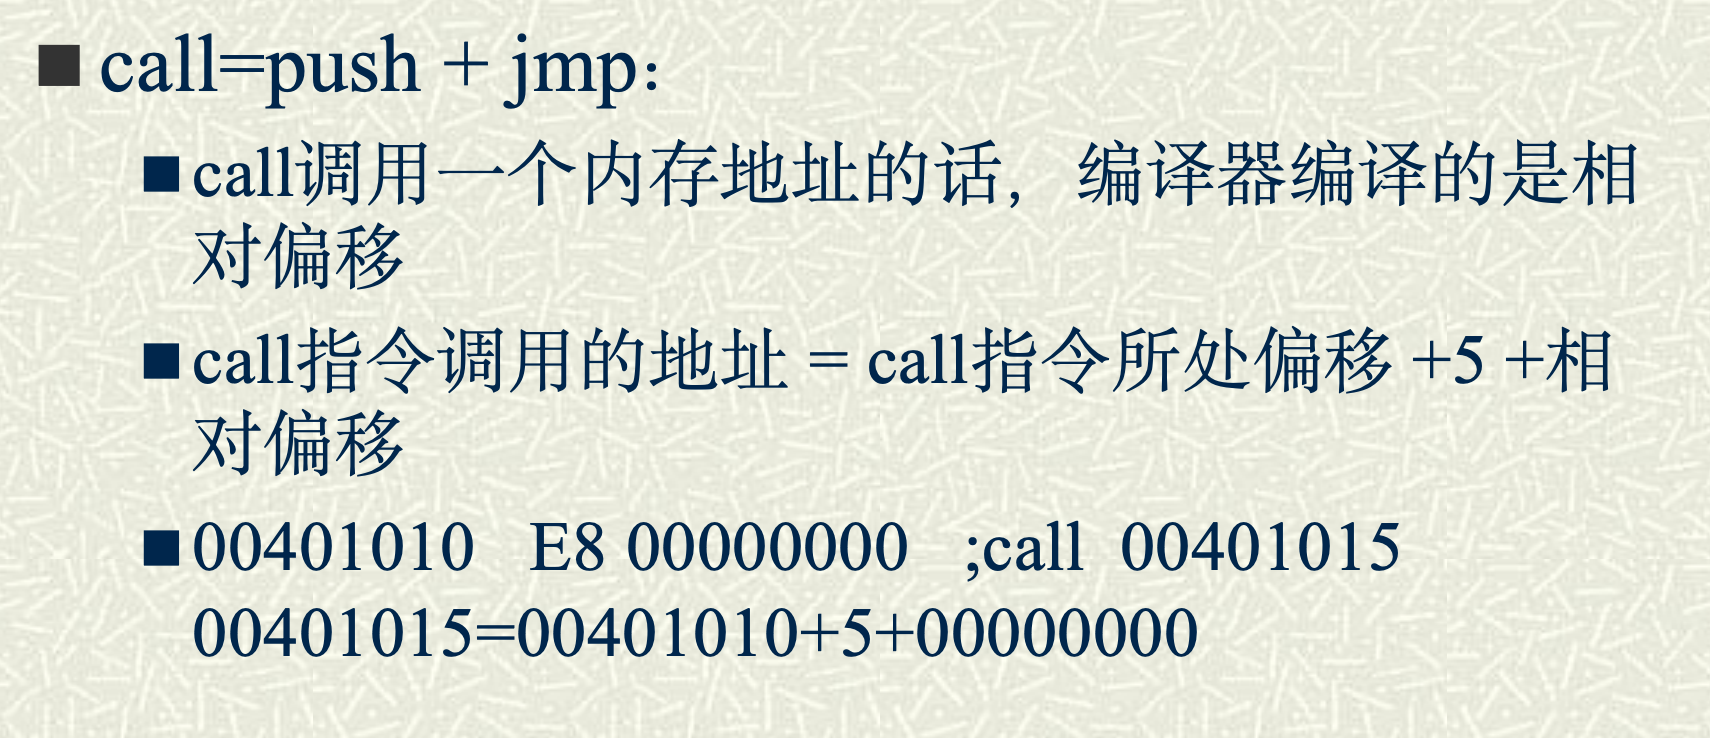 call=push + jmp：
call调用一个内存地址的话， 编译器编译的是相
对偏移
call指令调用的地址 = call指令所处偏移 +5 +相
对偏移
00401010 E8 00000000 ;call 00401015
00401015=00401010+5+00000000